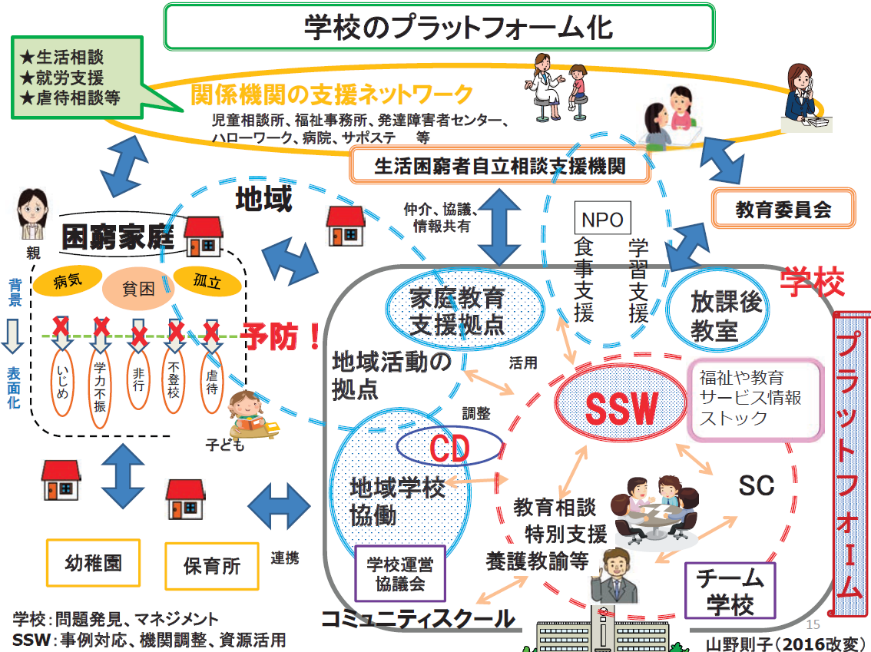 学校のプラットフォーム化
★生活相談
★就労支援
★虐待相談等
関係機関の支援ネットワーク
児童相談所、福祉事務所、発達障害者センター、
ハローワーク、病院、サポステ　等
生活困窮者自立相談支援機関
教育委員会
地域
仲介、協議、
情報共有
NPO
食事支援
学習支援
親
困窮家庭
病気
貧困
孤立
背景
表面化
予防！
いじめ
学力不振
非行
不登校
虐待
子ども
学校
家庭教育
支援拠点
放課後
教室
プラットフォーム
地域活動の
拠点
活用
調整
SSW
福祉や教育
サービス情報
ストック
CD
地域学校
協働
SC
教育相談
特別支援
養護教諭等
学校運営
協議会
チーム
学校
コミュニティスクール
幼稚園
保育所
連携
学校：問題発見、マネジメント
SSW：事例対応、機関調整、資源活用
15
山野則子（2016改変）